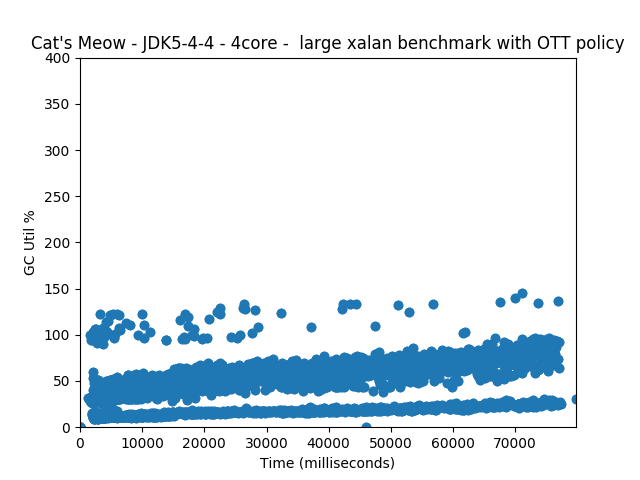 Cat's Meow - JDK5-4-4 - 4core -  large xalan benchmark with OTT policy
400
350
300
250
200
150
100
50
0
GC Util %
0 10000 20000 30000 40000 50000 60000 70000
Time (milliseconds)